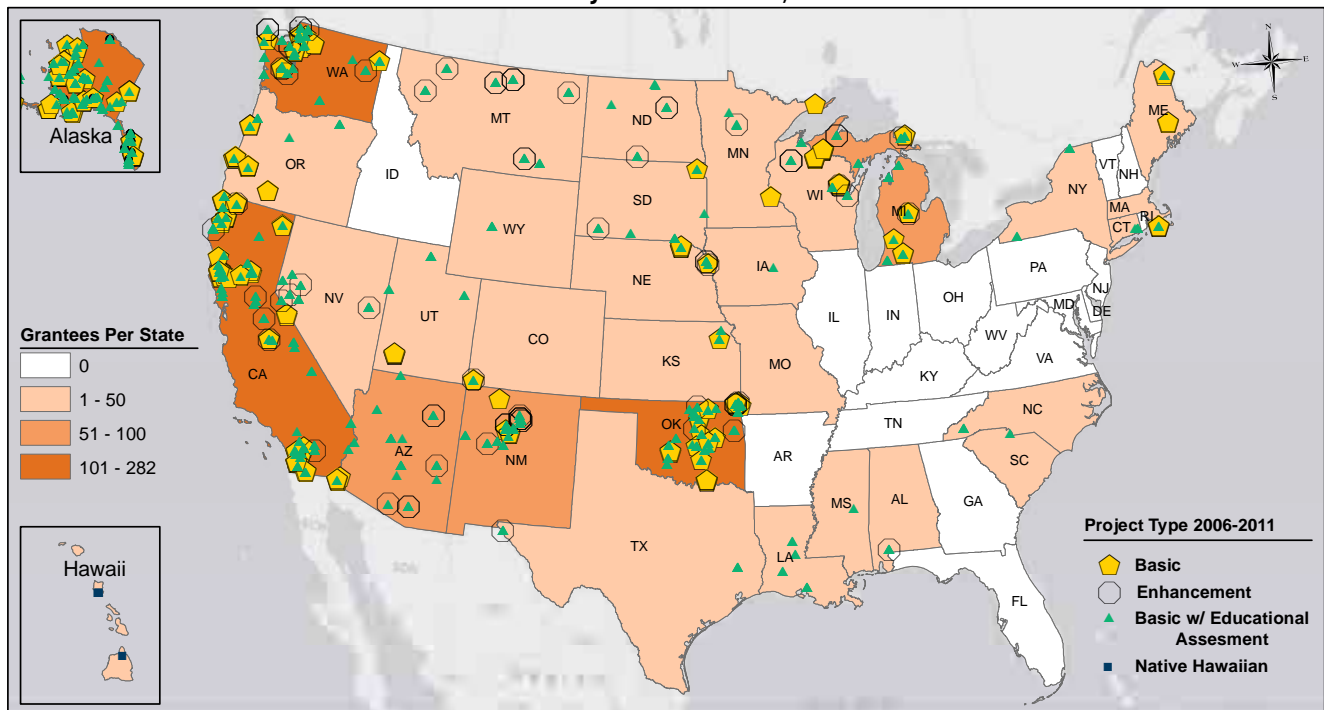 N
W E
S
Alaska
WA
MT
ND
MN
ME
OR
ID
VT
NH
SD
WI
MI
NY
MA
CT
RI
WY
IA
NE
PA
NJ
NV
UT
CO
IL
IN
OH
MD
DE
WV
VA
KS
MO
KY
CA
OK
TN
NC
AZ
NM
AR
SC
MS
AL
GA
TX
LA
FL
Grantees Per State
0
1 - 50
51 - 100
101 - 282
Hawaii
Project Type 2006-2011
Basic
Enhancement
Basic w/ Educational
Assesment
Native Hawaiian